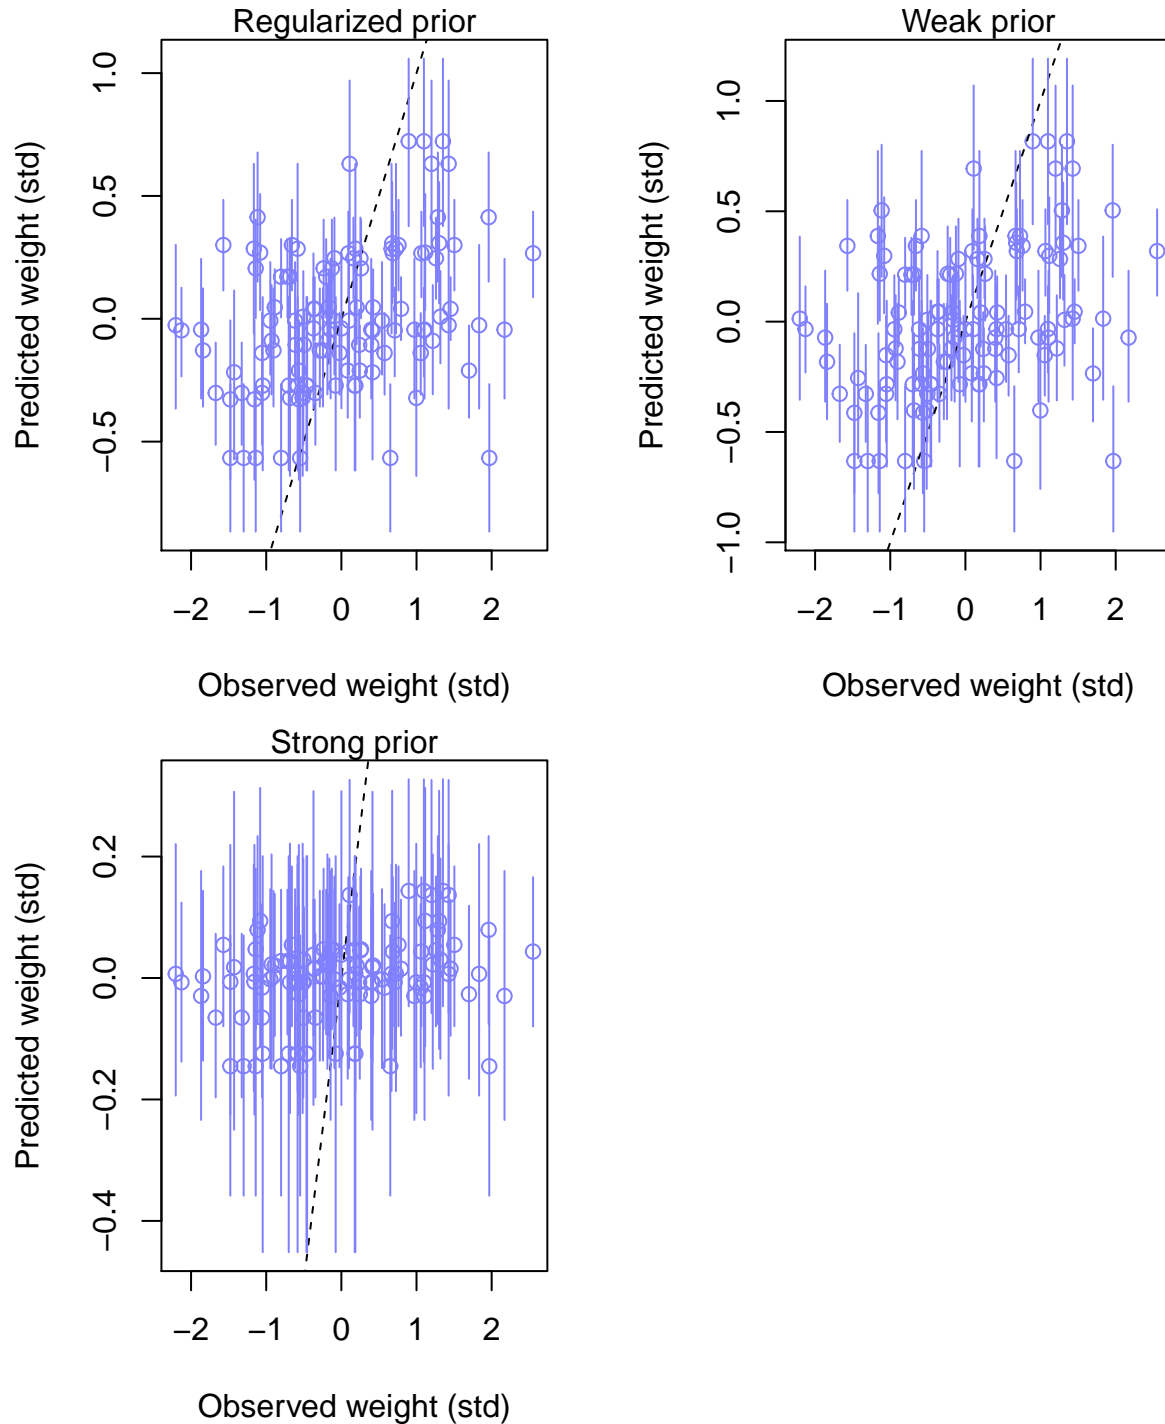 Regularized prior
Predicted weight (std)
1.0
0.5
0.0
−0.5
−2 −1 0 1 2
Observed weight (std)
Weak prior
Predicted weight (std)
1.0
0.5
0.0
−0.5
−1.0
−2 −1 0 1 2
Observed weight (std)
Strong prior
Predicted weight (std)
0.2
0.0
−0.2
−0.4
−2 −1 0 1 2
Observed weight (std)